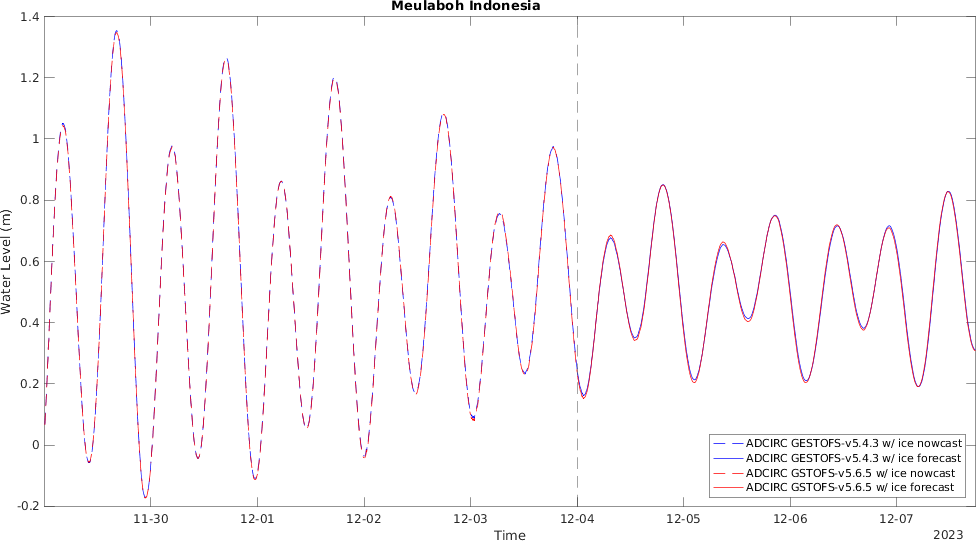 Meulaboh Indonesia
1.4
1.2
1
0.8
0.6
0.4
0.2
0
-0.2
Water Level (m)
ADCIRC GESTOFS-v5.4.3 w/ ice nowcast
ADCIRC GESTOFS-v5.4.3 w/ ice forecast
ADCIRC GSTOFS-v5.6.5 w/ ice nowcast
ADCIRC GSTOFS-v5.6.5 w/ ice forecast
11-30 12-01 12-02 12-03 12-04 12-05 12-06 12-07
Time
2023